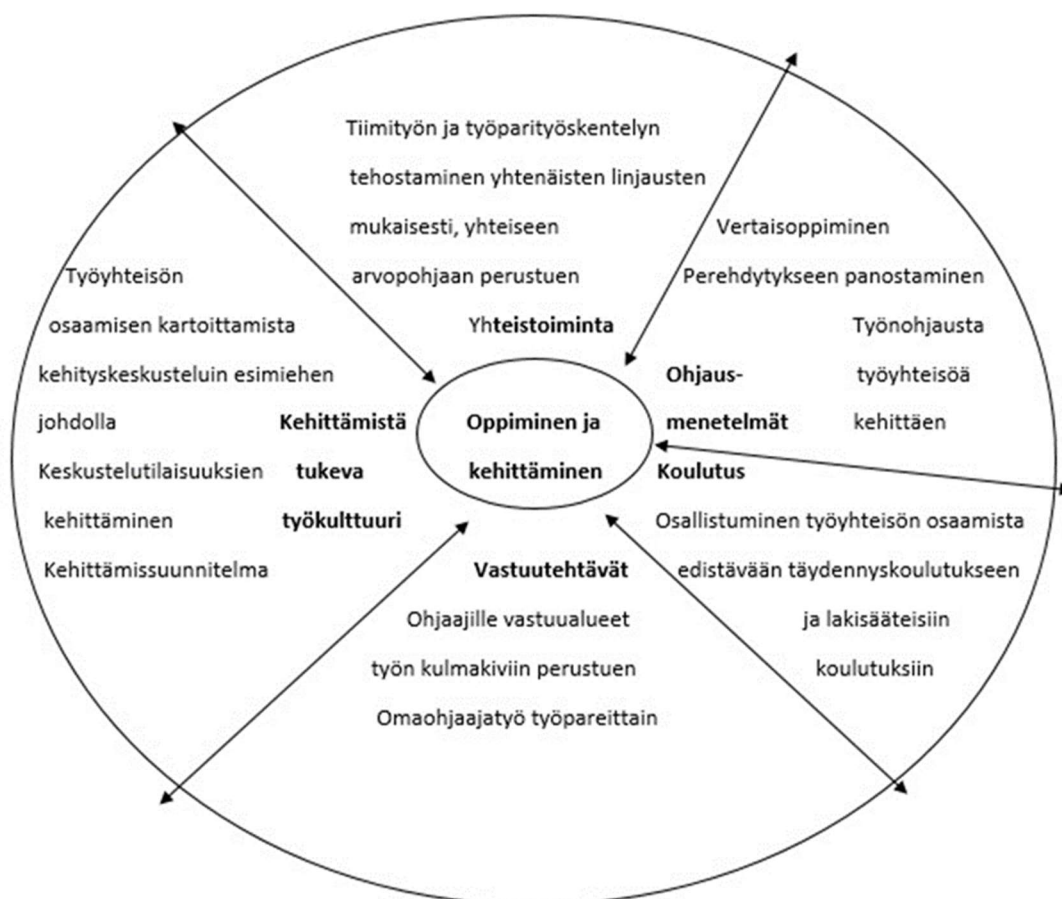 Tiimityön ja työparityöskentelyn
tehostaminen yhtenäisten linjausten
mukaisesti, yhteiseen
arvopohjaan perustuen
Yhteistoiminta
Vertaisoppiminen
Perehdytykseen panostaminen
Työnohjausta
työyhteisöä
kehittäen
Ohjaus-
menetelmät
Koulutus
Osallistuminen työyhteisön osaamista
edistävään täydennyskoulutukseen
ja lakisääteisiin
koulutuksiin
Vastuutehtävät
Ohjaajille vastuualueet
työn kulmakiviin perustuen
Omaohjaajatyö työpareittain
Työyhteisön
osaamisen kartoittamista
kehityskeskusteluin esimiehen
johdolla
Keskustelutilaisuuksien
kehittäminen
Kehittämissuunnitelma
Kehittämistä
tukeva
työkulttuuri
Oppiminen ja
kehittäminen